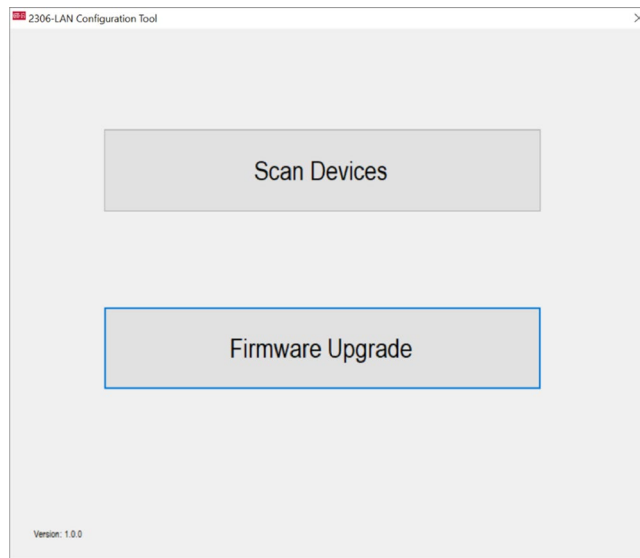 2306-LAN Configuration Tool
Scan Devices
Firmware Upgrade
Version: 1.0.0